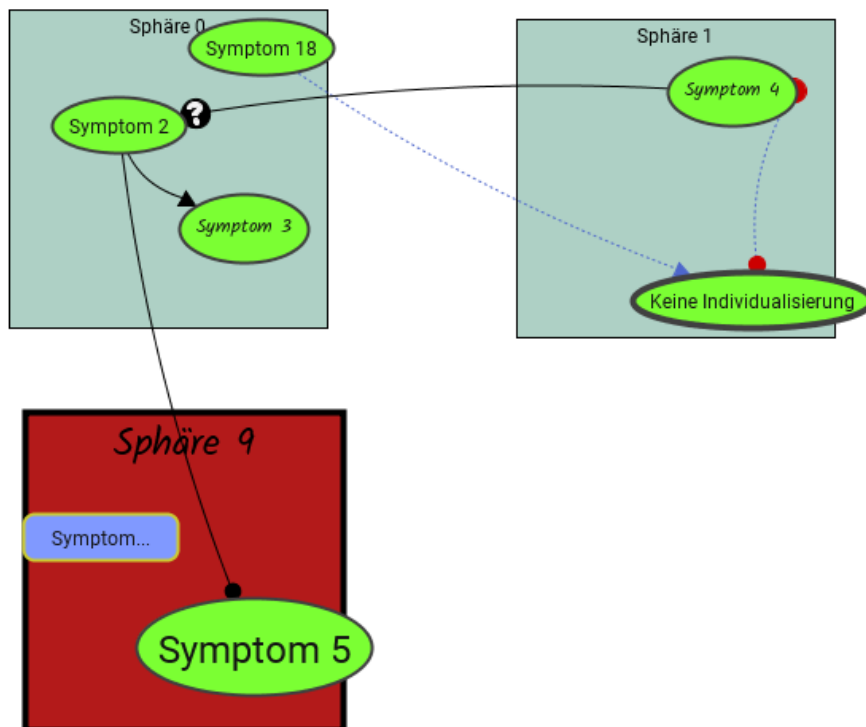 Sphäre 0
Symptom 18
Sphäre 1
Symptom 4
?
Symptom 2
Symptom 3
Keine Individualisierung
Sphäre 9
Symptom...
Symptom 5